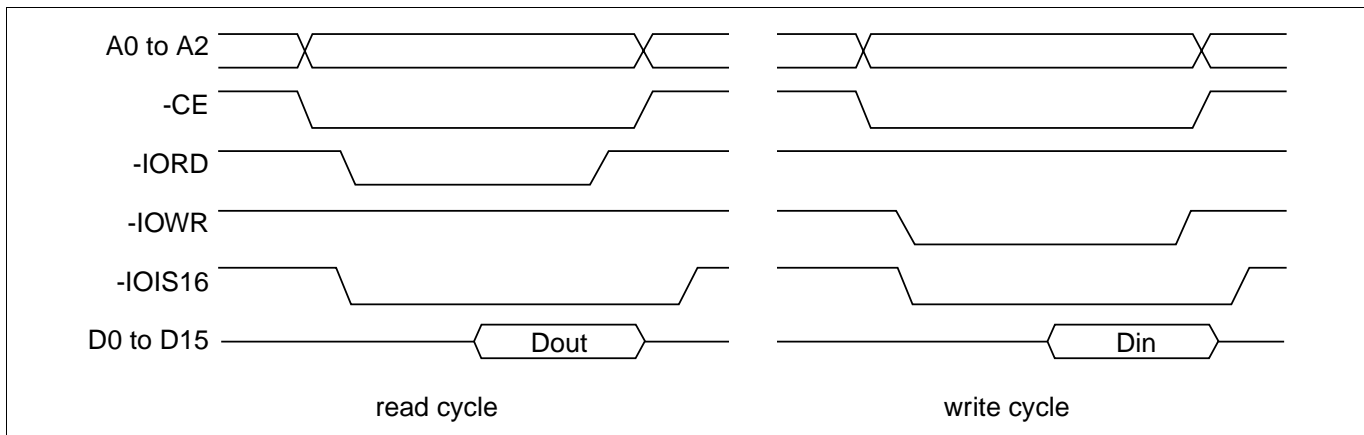 A0 to A2
-CE
-IORD
-IOWR
-IOIS16
D0 to D15
Dout
Din
read cycle
write cycle